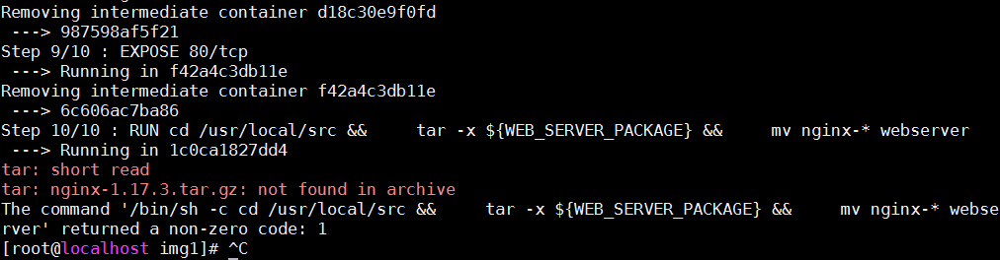 Removing intermediate container d18c30e9f0fd
 ---> 987598af5f21
Step 9/10 : EXPOSE 80/tcp
 ---> Running in f42a4c3db11e
Removing intermediate container f42a4c3db11e
 ---> 6c606ac7ba86
Step 10/10 : RUN cd /usr/local/src &&     tar -x ${WEB_SERVER_PACKAGE} &&     mv nginx-* webserver
 ---> Running in 1c0ca1827dd4
tar: short read
tar: nginx-1.17.3.tar.gz: not found in archive
The command '/bin/sh -c cd /usr/local/src &&     tar -x ${WEB_SERVER_PACKAGE} &&     mv nginx-* webse
rver' returned a non-zero code: 1
[root@localhost img1]# ^C